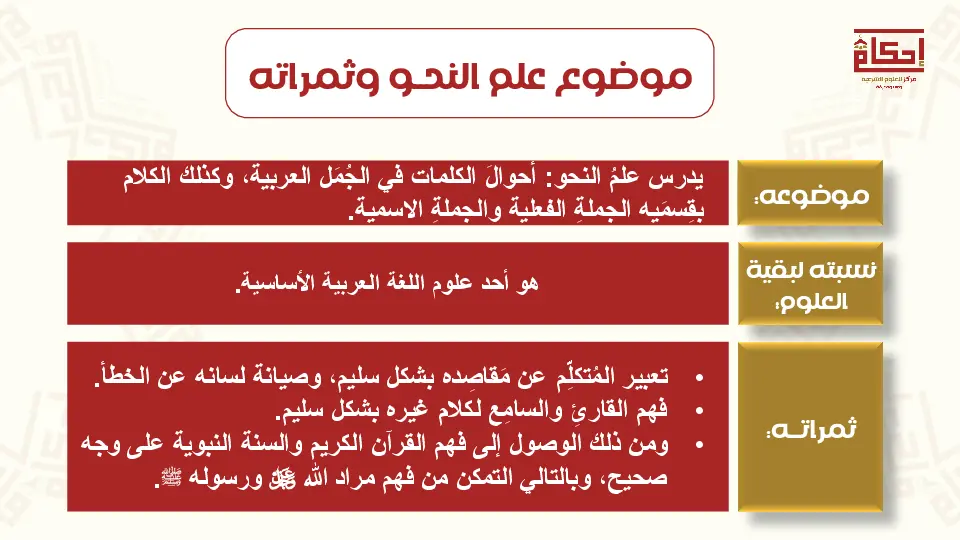 إحكام
مركز للعلوم الشرعية
موضوع علم النحو وثمراته
موضوعه:
يدرس علمُ النحو: أحوالَ الكلمات في الجُمَل العربية، وكذلك الكلام
بقِسمَيه الجملةِ الفعلية والجملةِ الاسمية.
نسبته لبقية
العلوم:
هو أحد علوم اللغة العربية الأساسية.
ثمراته:
• تعبير المُتكلِّم عن مَقاصِده بشكل سليم، وصيانة لسانه عن الخطأ.
• فهم القارئِ والسامِع لكلام غيره بشكل سليم.
• ومن ذلك الوصول إلى فهم القرآن الكريم والسنة النبوية على وجه
صحيح، وبالتالي التمكن من فهم مراد الله ﷻ ورسوله ﷺ.